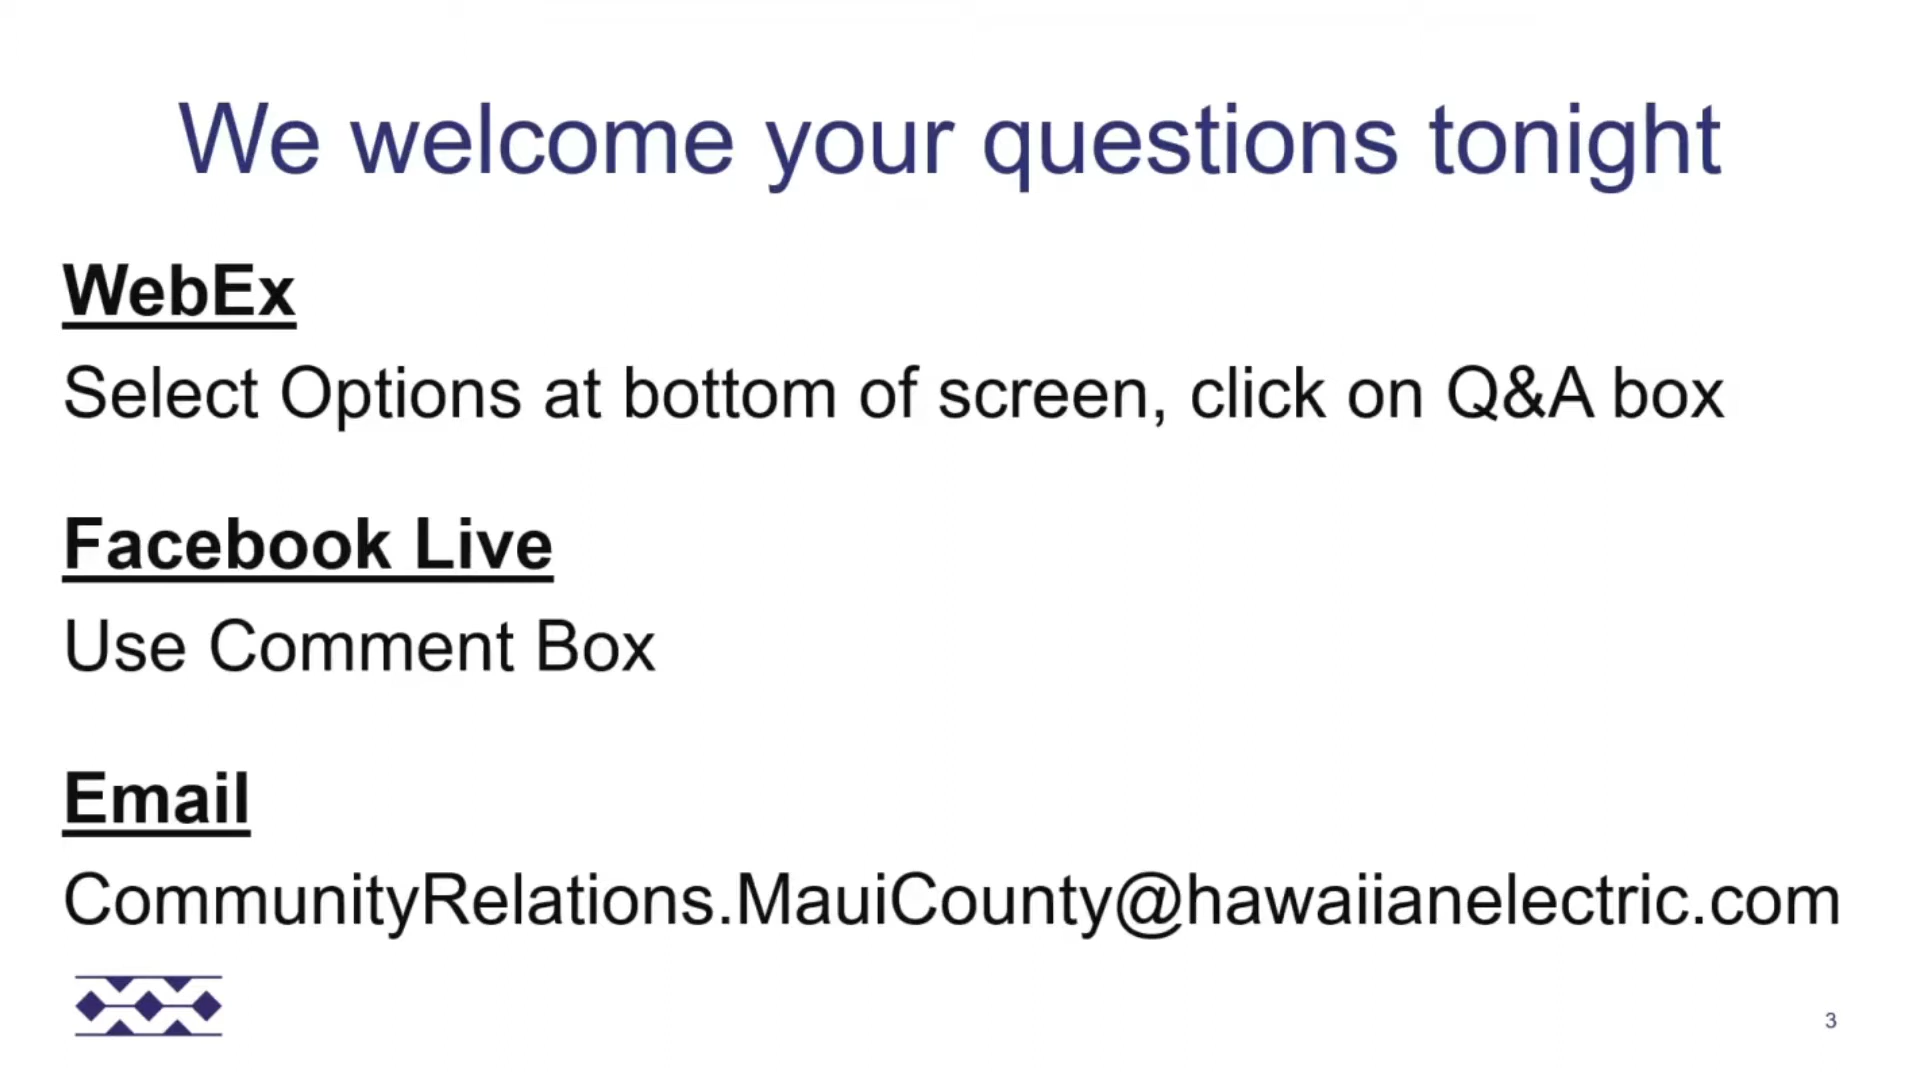 We welcome your questions tonight
WebEx
Select Options at bottom of screen, click on Q&A box
Facebook Live
Use Comment Box
Email
CommunityRelations.MauiCounty@hawaiianelectric.com
3